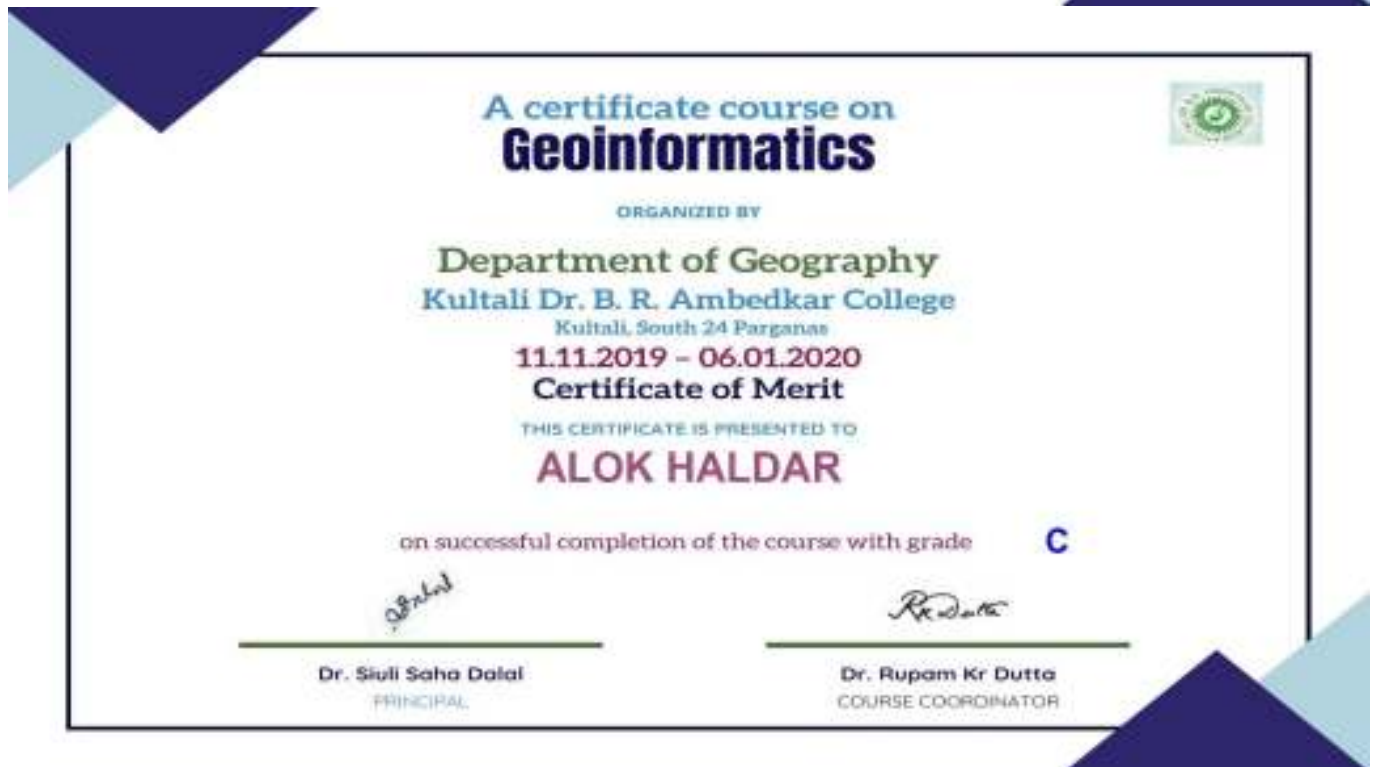 A certificate course on
Geoinformatics
ORGANIZED BY
Department of Geography
Kultali Dr. B. R. Ambedkar College
Kultali, South 24 Parganas
11.11.2019 – 06.01.2020
Certificate of Merit
THIS CERTIFICATE IS PRESENTED TO
ALOK HALDAR
on successful completion of the course with grade C
RKDutta
Dr. Siuli Saha Dalal Dr. Rupam Kr Dutta
PRINCIPAL COURSE COORDINATOR